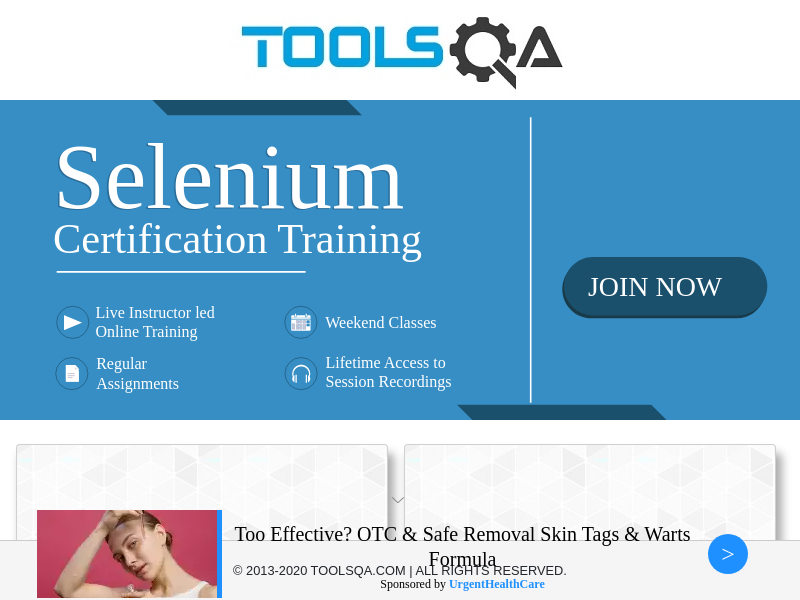 TOOLSQA
Selenium
Certification Training
Live Instructor led
Online Training
Weekend Classes
Regular
Assignments
Lifetime Access to
Session Recordings
JOIN NOW
Too Effective? OTC & Safe Removal Skin Tags & Warts
Formula
© 2013-2020 TOOLSQA.COM | ALL RIGHTS RESERVED.
Sponsored by UrgentHealthCare
>